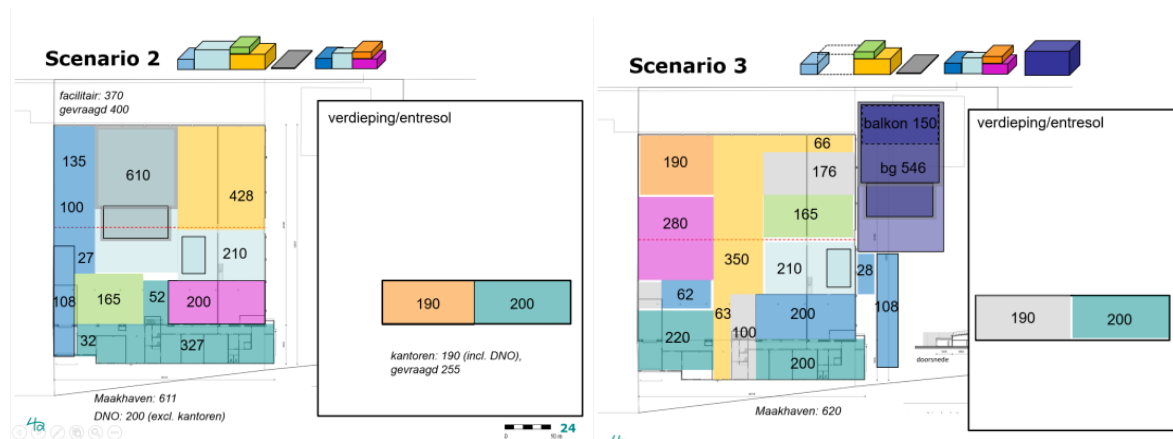 Scenario 2
facilitair: 370
gevraagd 400
135
610
428
100
27
210
108
165
52
200
32
327
Maakhaven: 611
DNO: 200 (excl. kantoren)
verdieping/entresol
190
200
kantoren: 190 (incl. DNO),
gevraagd 255
4a
0
10 m
24
Scenario 3
balkon 150
66
190
176
bg 546
165
280
350
210
28
62
108
63
200
100
220
200
Maakhaven: 620
doorsnede
verdieping/entresol
190
200